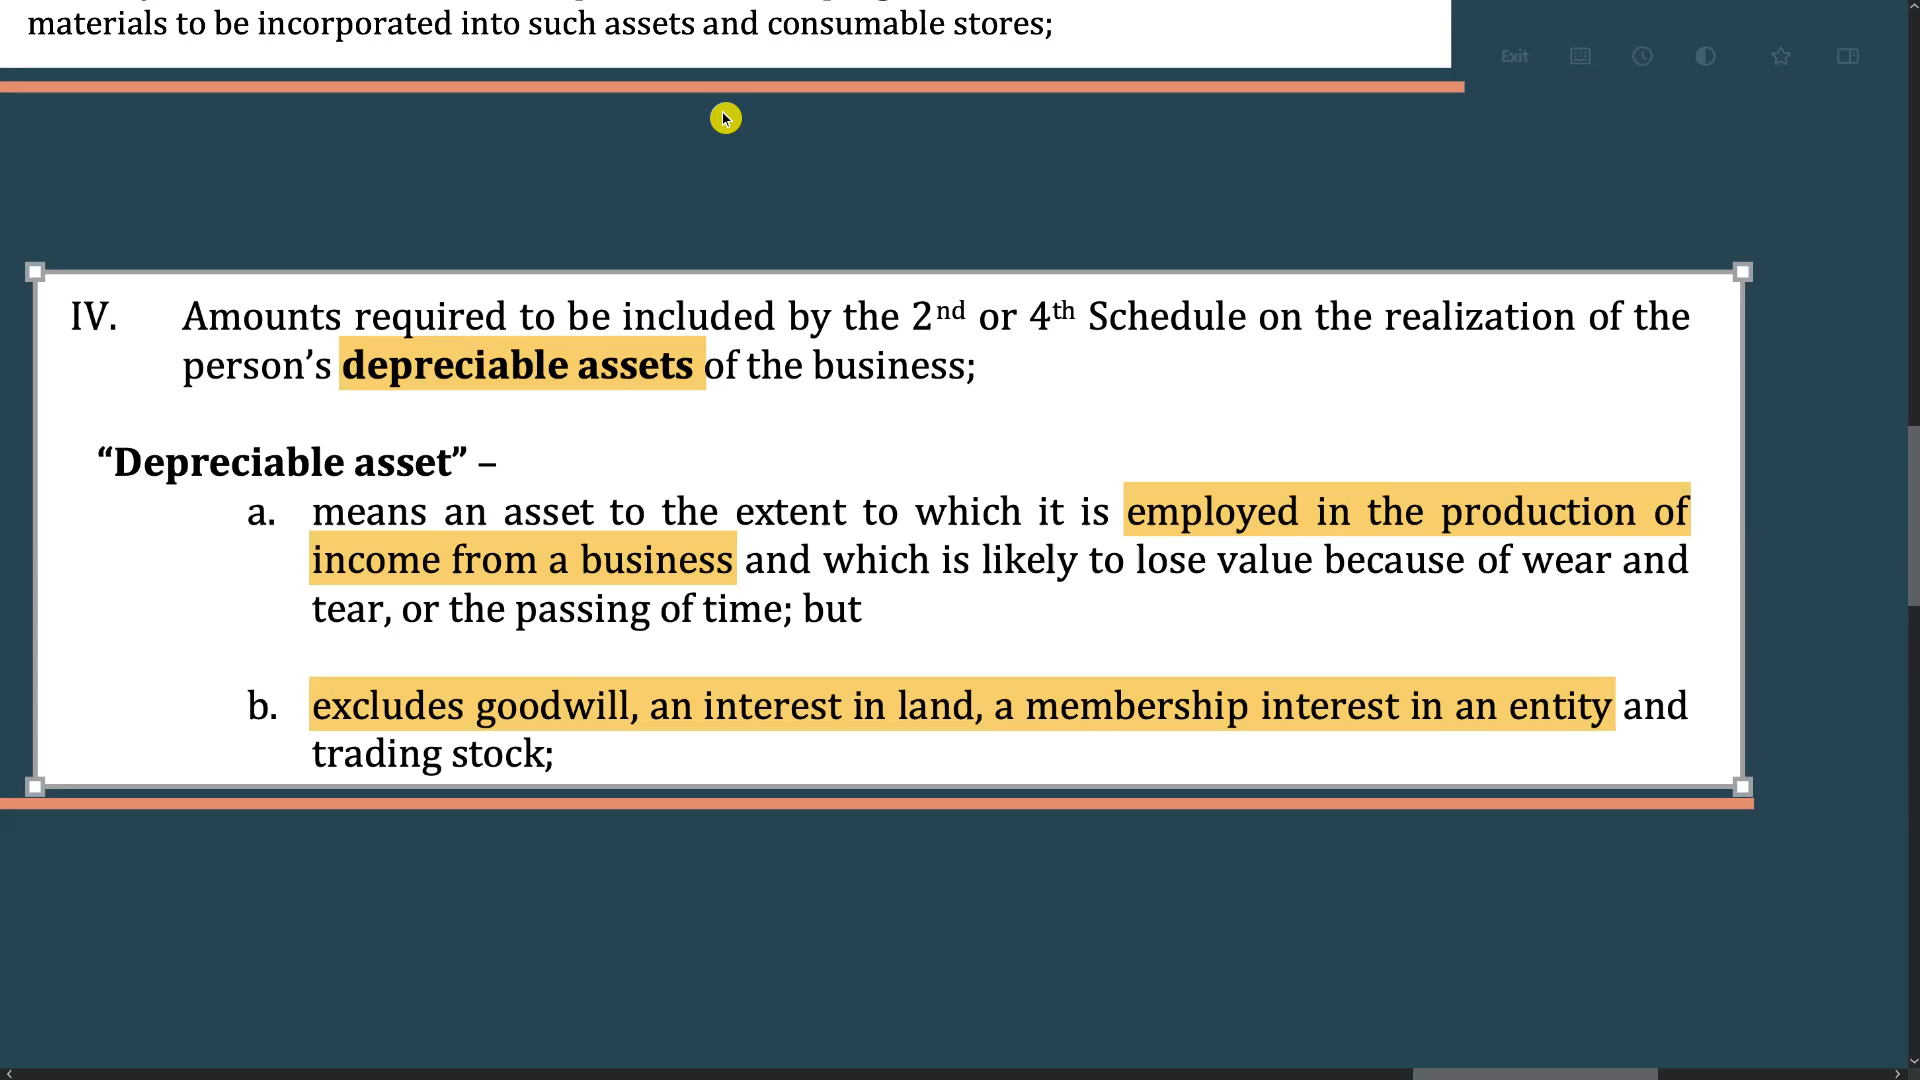 materials to be incorporated into such assets and consumable stores;
Exit
IV. Amounts required to be included by the 2nd or 4th Schedule on the realization of the
person’s depreciable assets of the business;
“Depreciable asset” –
a. means an asset to the extent to which it is employed in the production of
income from a business and which is likely to lose value because of wear and
tear, or the passing of time; but
b. excludes goodwill, an interest in land, a membership interest in an entity and
trading stock;